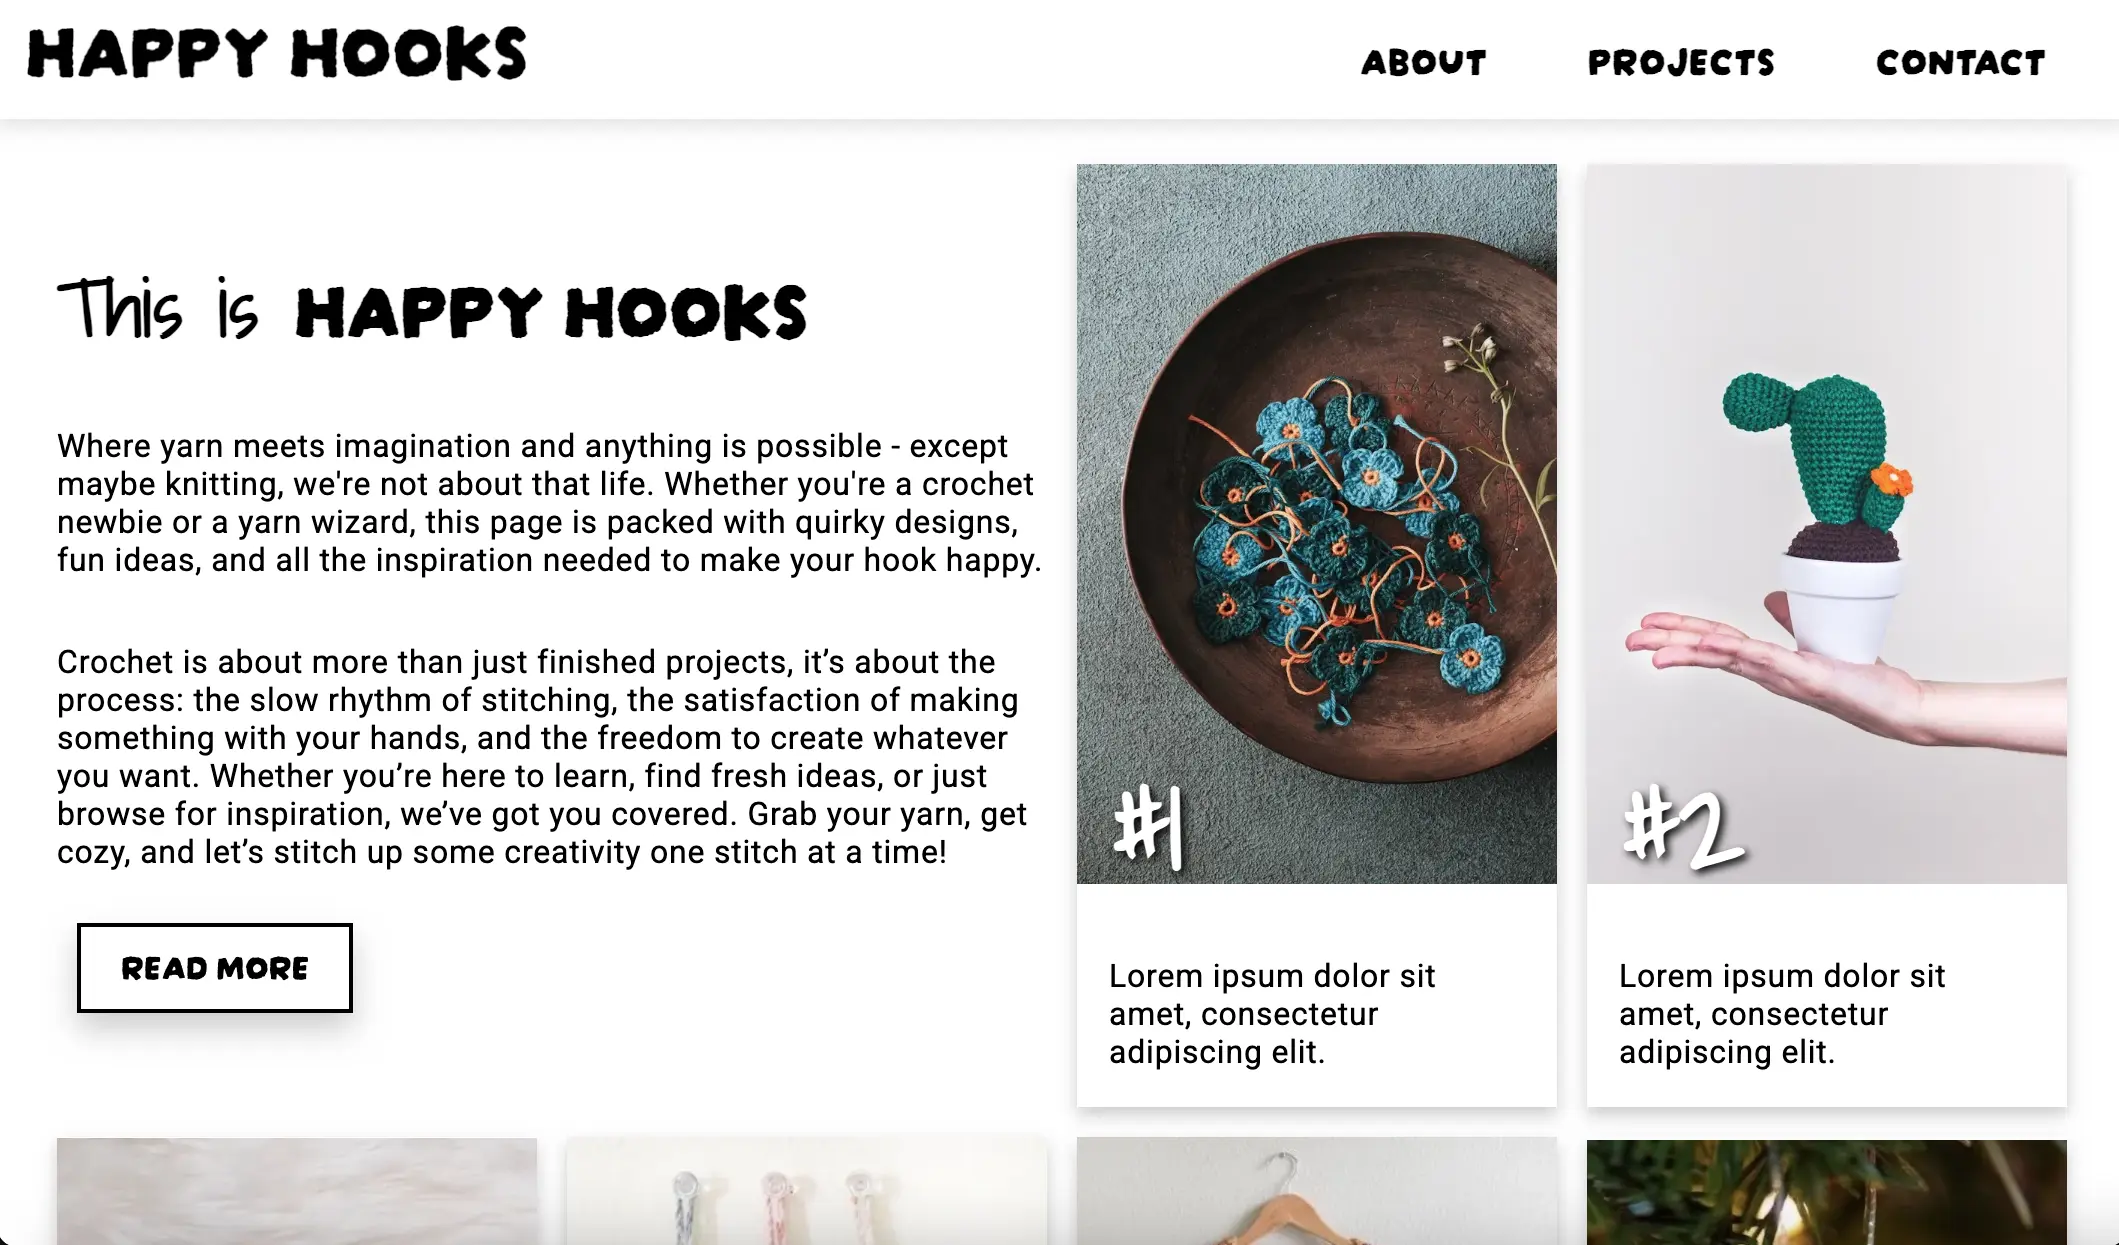 HAPPY HOOKS
ABOUT PROJECTS CONTACT
This is HAPPY HOOKS
Where yarn meets imagination and anything is possible - except
maybe knitting, we're not about that life. Whether you're a crochet
newbie or a yarn wizard, this page is packed with quirky designs,
fun ideas, and all the inspiration needed to make your hook happy.
Crochet is about more than just finished projects, it’s about the
process: the slow rhythm of stitching, the satisfaction of making
something with your hands, and the freedom to create whatever
you want. Whether you’re here to learn, find fresh ideas, or just
browse for inspiration, we’ve got you covered. Grab your yarn, get
cozy, and let’s stitch up some creativity one stitch at a time!
READ MORE
#1
Lorem ipsum dolor sit
amet, consectetur
adipiscing elit.
#2
Lorem ipsum dolor sit
amet, consectetur
adipiscing elit.